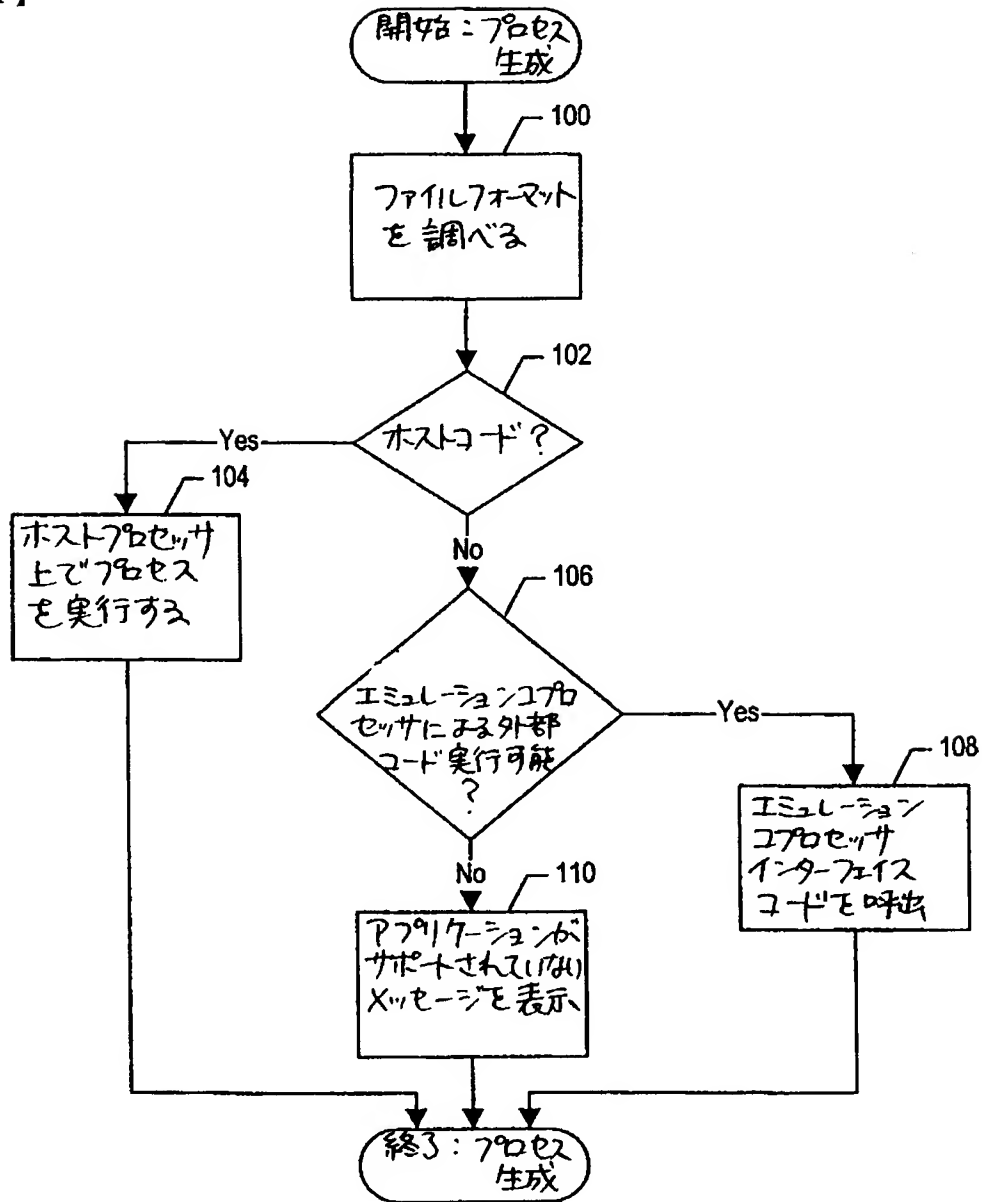 】
開始:プロセス
生成
100
ファイルフォーマット
を調べる
102
ホストコード?
Yes
104
ホストプロセッサ
上でプロセス
を実行する
No
106
エミュレーションコプロ
セッサによる外部
コード実行可能
?
Yes
108
エミュレーション
コプロセッサ
インターフェイス
コードを呼出
No
110
アプリケーションが
サポートされていない
メッセージを表示
終了:プロセス
生成